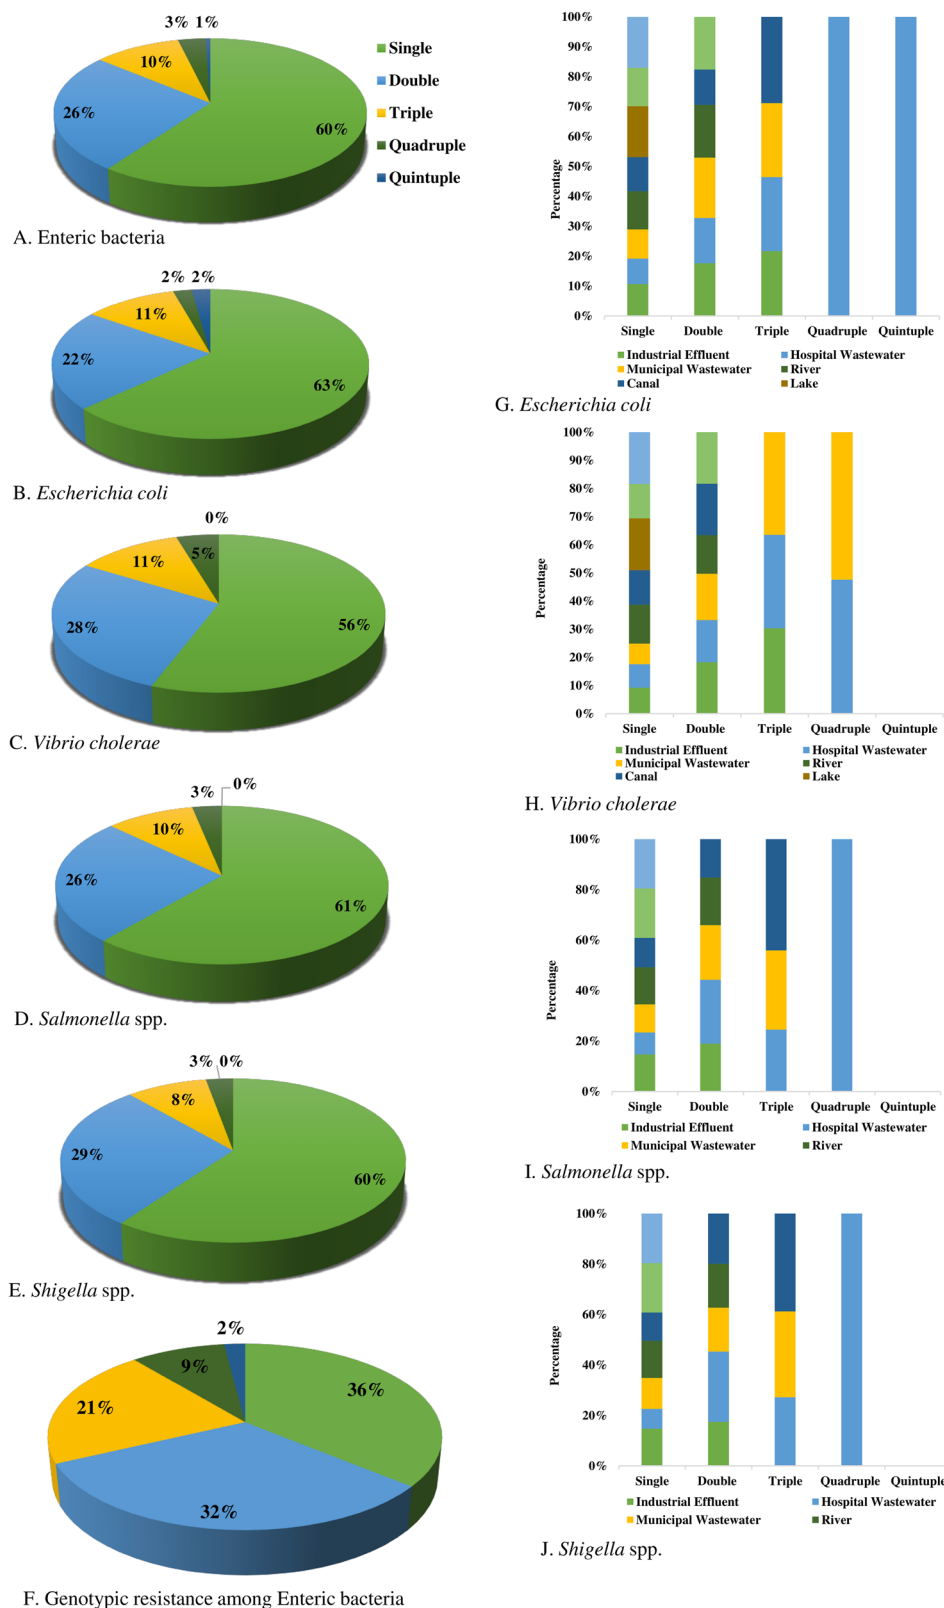 3% 1%
10%
26%
60%
Single
Double
Triple
Quadruple
Quintuple
A. Enteric bacteria
2% 2%
11%
22%
63%
B. Escherichia coli
0%
5%
11%
28%
56%
C. Vibrio cholerae
0%
3%
10%
26%
61%
D. Salmonella spp.
3% 0%
8%
29%
60%
E. Shigella spp.
2%
9%
36%
21%
32%
F. Genotypic resistance among Enteric bacteria
100%
90%
80%
70%
60%
50%
40%
30%
20%
10%
0%
Percentage
Single Double Triple Quadruple Quintuple
Industrial Effluent Hospital Wastewater
Municipal Wastewater River
Canal Lake
G. Escherichia coli
100%
90%
80%
70%
60%
50%
40%
30%
20%
10%
0%
Percentage
Single Double Triple Quadruple Quintuple
Industrial Effluent Hospital Wastewater
Municipal Wastewater River
Canal Lake
H. Vibrio cholerae
100%
80%
60%
40%
20%
0%
Percentage
Single Double Triple Quadruple Quintuple
Industrial Effluent Hospital Wastewater
Municipal Wastewater River
I. Salmonella spp.
100%
80%
60%
40%
20%
0%
Percentage
Single Double Triple Quadruple Quintuple
Industrial Effluent Hospital Wastewater
Municipal Wastewater River
J. Shigella spp.